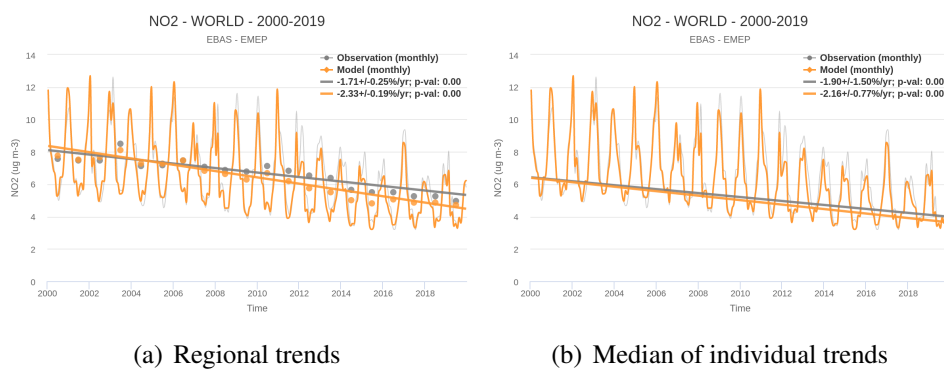 NO2 - WORLD - 2000-2019
EBAS - EMEP
Observation (monthly)
Model (monthly)
-1.71+/-0.25%/yr; p-val: 0.00
-2.33+/-0.19%/yr; p-val: 0.00
NO2 (ug m-3)
14
12
10
8
6
4
2
0
2000 2002 2004 2006 2008 2010 2012 2014 2016 2018
Time
(a) Regional trends
NO2 - WORLD - 2000-2019
EBAS - EMEP
Observation (monthly)
Model (monthly)
-1.90+/-1.50%/yr; p-val: 0.00
-2.16+/-0.77%/yr; p-val: 0.00
NO2 (ug m-3)
14
12
10
8
6
4
2
0
2000 2002 2004 2006 2008 2010 2012 2014 2016 2018
Time
(b) Median of individual trends